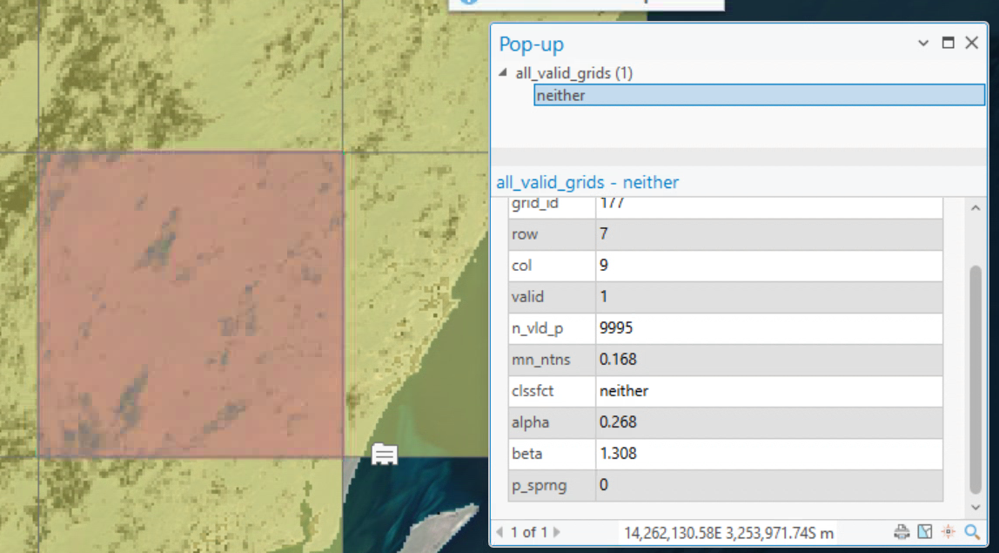 Pop-up
all_valid_grids (1)
neither
all_valid_grids - neither
grid_id 177
row 7
col 9
valid 1
n_vld_p 9995
mn_ntns 0.168
clssfct neither
alpha 0.268
beta 1.308
p_sprng 0
1 of 1 14,262,130.58E 3,253,971.74S m